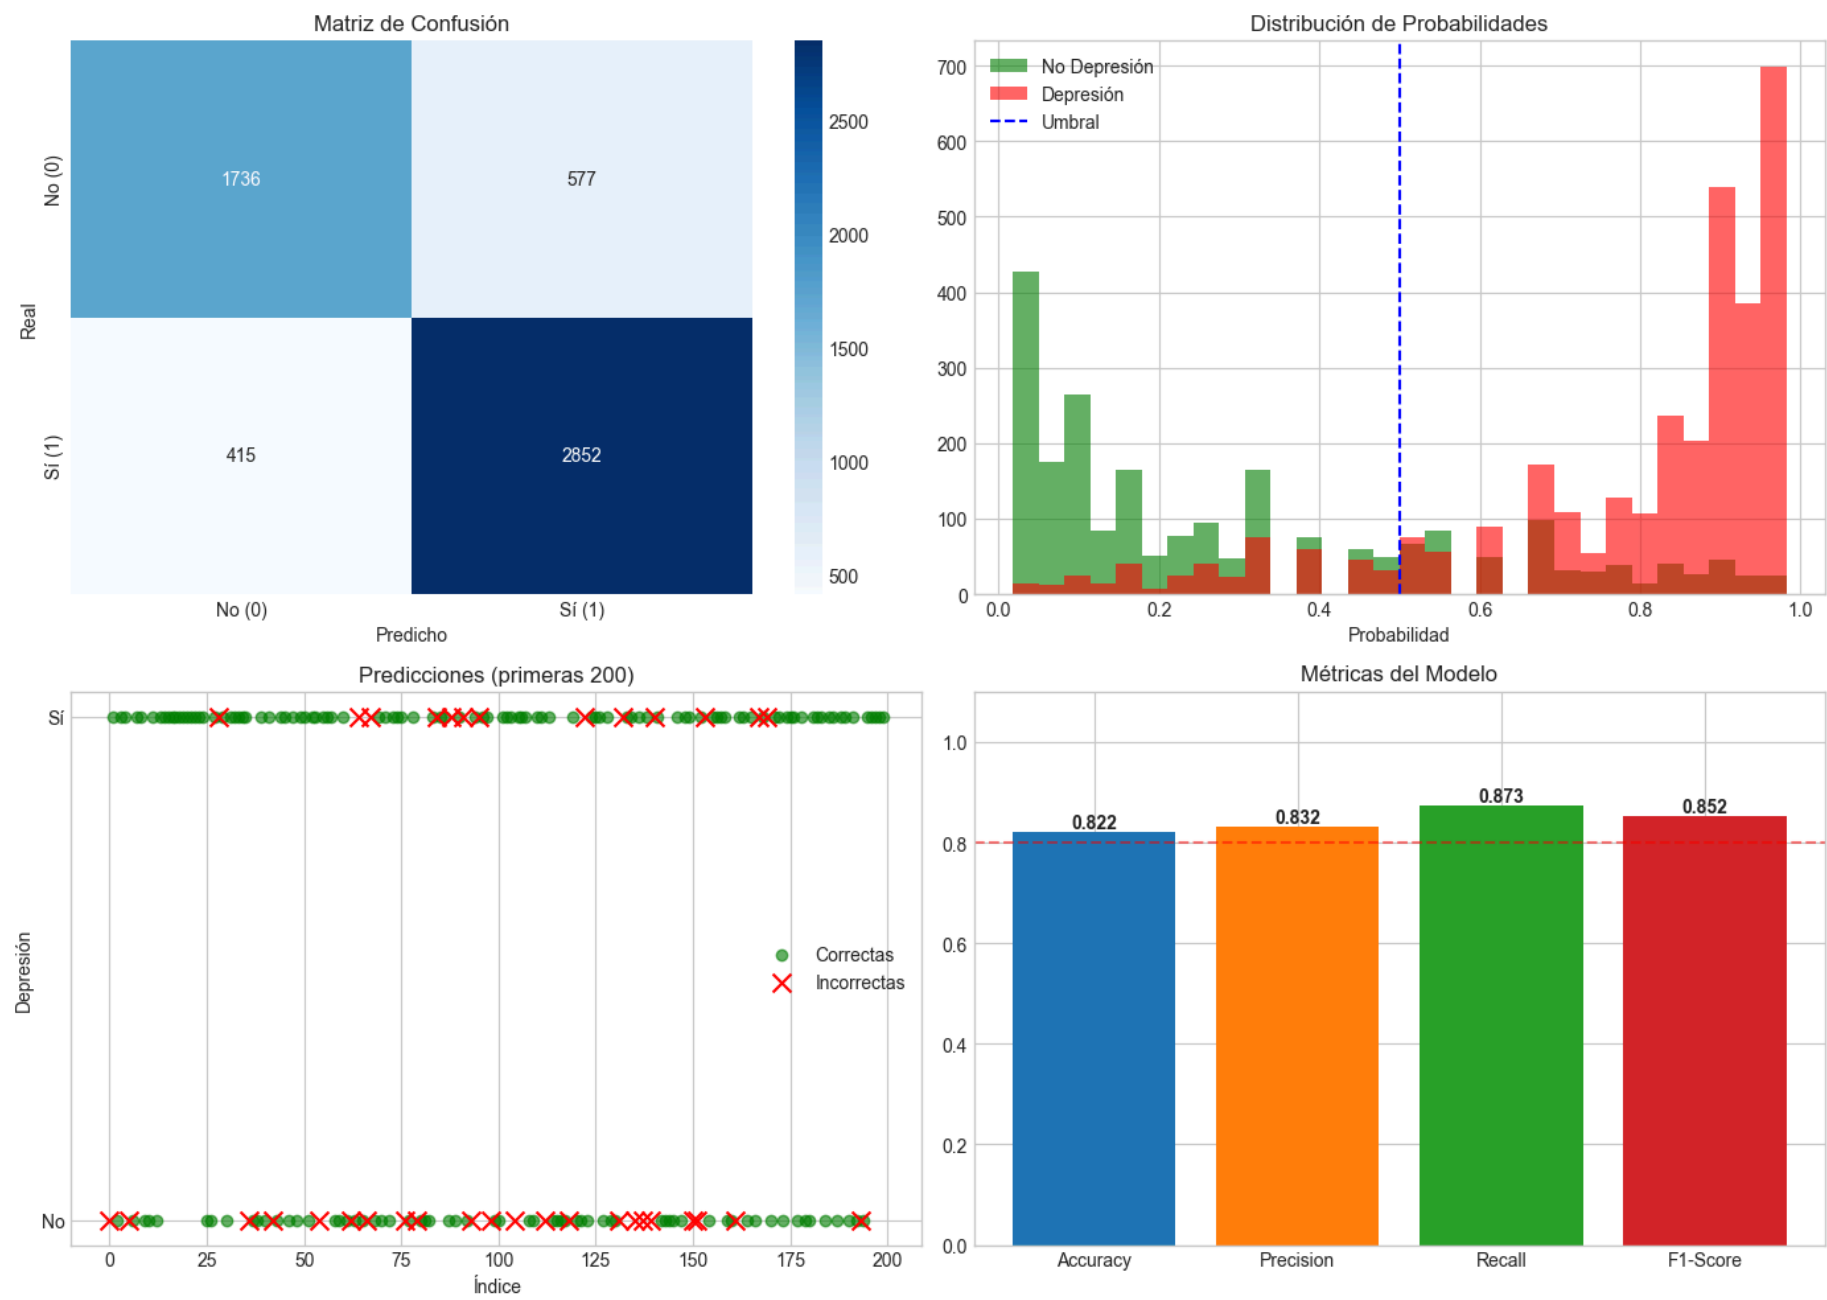 Matriz de Confusión
No (0)
1736
577
Real
Sí (1)
415
2852
No (0)
Sí (1)
Predicho
2500
2000
1500
1000
500
Distribución de Probabilidades
No Depresión
Depresión
Umbral
700
600
500
400
300
200
100
0
0.0 0.2 0.4 0.6 0.8 1.0
Probabilidad
Predicciones (primeras 200)
Sí
Depresión
Correctas
Incorrectas
No
0 25 50 75 100 125 150 175 200
Índice
Métricas del Modelo
1.0
0.8
0.6
0.4
0.2
0.0
0.822
0.832
0.873
0.852
Accuracy Precision Recall F1-Score